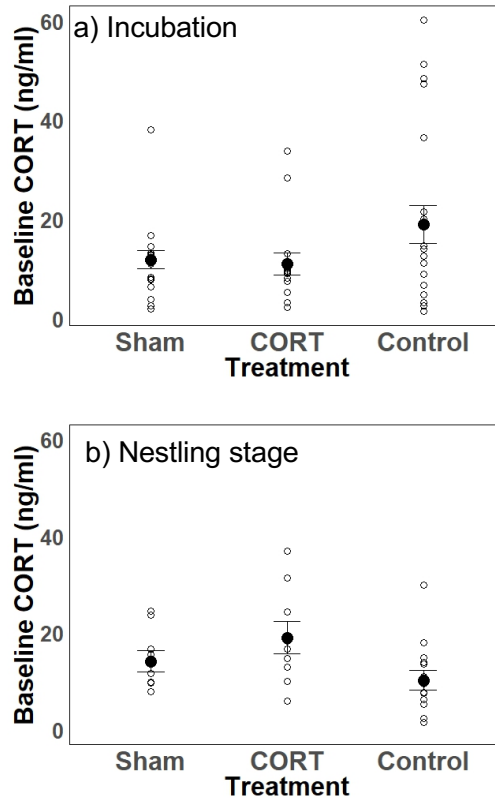 a) Incubation
Baseline CORT (ng/ml)
60
40
20
0
Sham CORT Control
Treatment
b) Nestling stage
Baseline CORT (ng/ml)
60
40
20
0
Sham CORT Control
Treatment